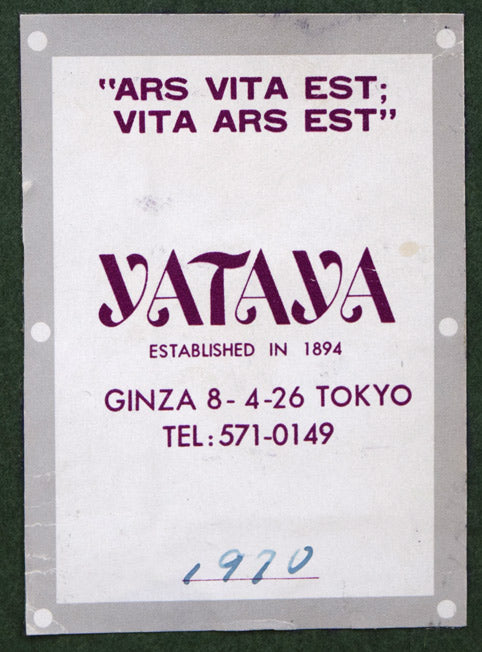 "ARS VITA EST;
VITA ARS EST"
YATAYA
ESTABLISHED IN 1894
GINZA 8-4-26 TOKYO
TEL: 571-0149
1970